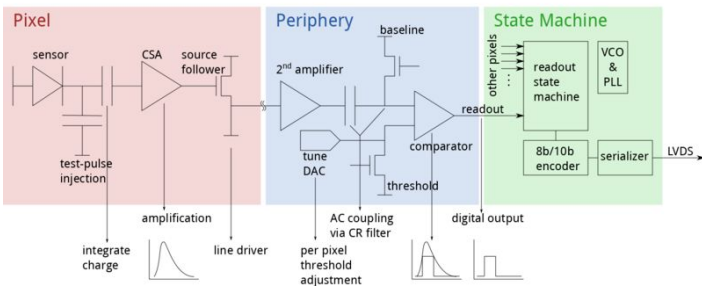 Pixel
Periphery
State Machine
sensor
CSA
source
follower
2nd amplifier
baseline
other pixels
...
readout
state
machine
VCO
&
PLL
readout
test-pulse
injection
tune
DAC
comparator
threshold
8b/10b
encoder
serializer
LVDS
integrate
charge
amplification
line driver
per pixel
threshold
adjustment
AC coupling
via CR filter
digital output